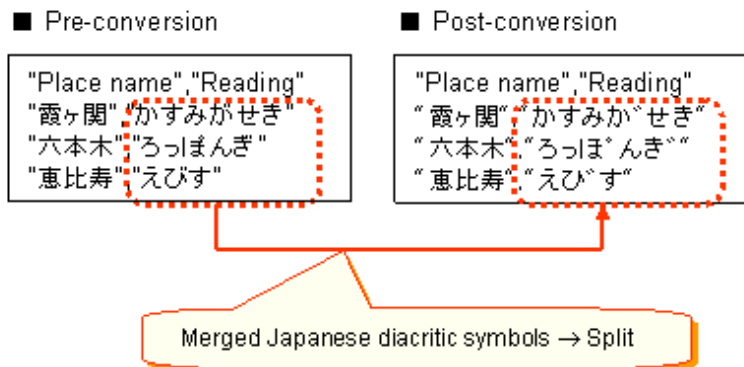 ■ Pre-conversion
"Place name","Reading"
"霞ヶ関","かすみがせき"
"六本木","ろっぽんぎ"
"恵比寿","えびす"
■ Post-conversion
"Place name","Reading"
"霞ヶ関","かすみか゛せき"
"六本木","ろっほ゜んき゛"
"恵比寿","えひ゛す"
Merged Japanese diacritic symbols → Split